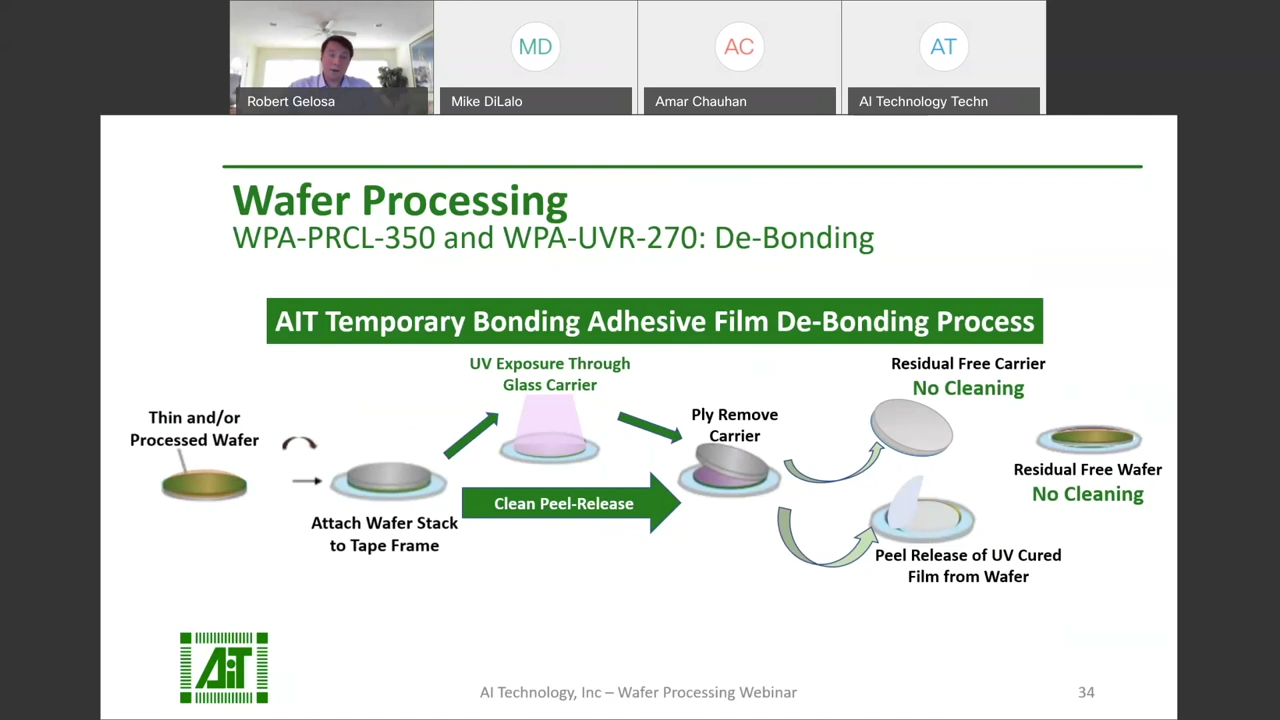 MD
AC
AT
Robert Gelosa
Mike DiLalo
Amar Chauhan
AI Technology Techn
Wafer Processing
WPA-PRCL-350 and WPA-UVR-270: De-Bonding
AIT Temporary Bonding Adhesive Film De-Bonding Process
Thin and/or
Processed Wafer
Attach Wafer Stack
to Tape Frame
UV Exposure Through
Glass Carrier
Clean Peel-Release
Ply Remove
Carrier
Residual Free Carrier
No Cleaning
Peel Release of UV Cured
Film from Wafer
Residual Free Wafer
No Cleaning
AiT
AI Technology, Inc – Wafer Processing Webinar
34